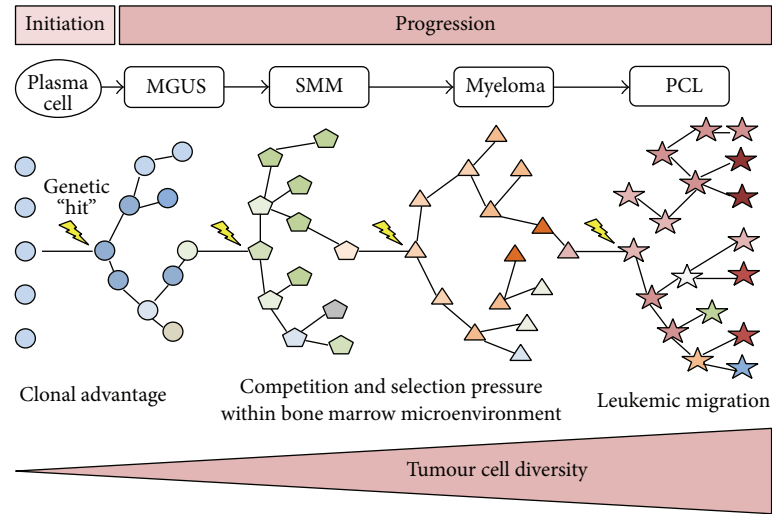 Initiation
Progression
Plasma
cell
MGUS
SMM
Myeloma
PCL
Genetic
“hit”
Clonal advantage
Competition and selection pressure
within bone marrow microenvironment
Leukemic migration
Tumour cell diversity